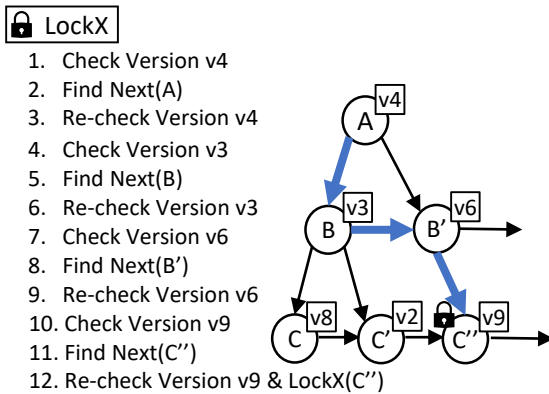 LockX
1. Check Version v4
2. Find Next(A)
3. Re-check Version v4
4. Check Version v3
5. Find Next(B)
6. Re-check Version v3
7. Check Version v6
8. Find Next(B')
9. Re-check Version v6
10. Check Version v9
11. Find Next(C'')
12. Re-check Version v9 & LockX(C'')
A v4
B v3 B' v6
C v8 C' v2 C'' v9